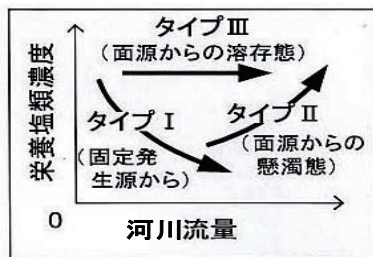 タイプⅢ
(面源からの溶存態)
タイプⅠ
(固定発
生源から)
タイプⅡ
(面源からの
懸濁態)
栄養塩類濃度
0
河川流量